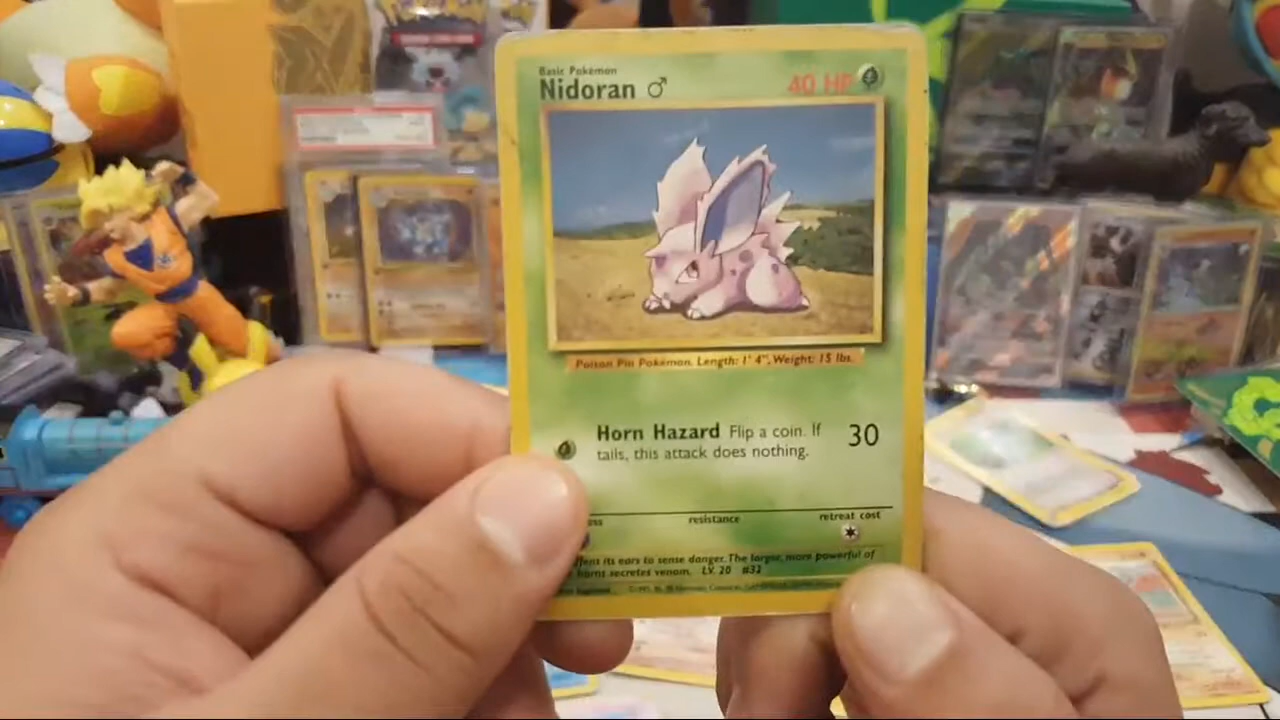 Basic Pokémon
Nidoran ♂ 40 HP
Poison Pin Pokémon. Length: 1' 4", Weight: 15 lbs.
Horn Hazard Flip a coin. If
tails, this attack does nothing.
30
resistance retreat cost
its ears to sense danger. The larger, more powerful of
horns secretes venom. LV. 20 #32